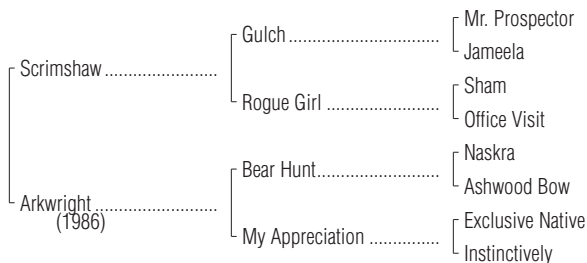 Mr. Prospector
Gulch ........................................
Jameela
Scrimshaw ..............................
Sham
Rogue Girl ..............................
Office Visit
Naskra
Bear Hunt.................................
Ashwood Bow
Arkwright ................................
(1986)
Exclusive Native
My Appreciation ..................
Instinctively